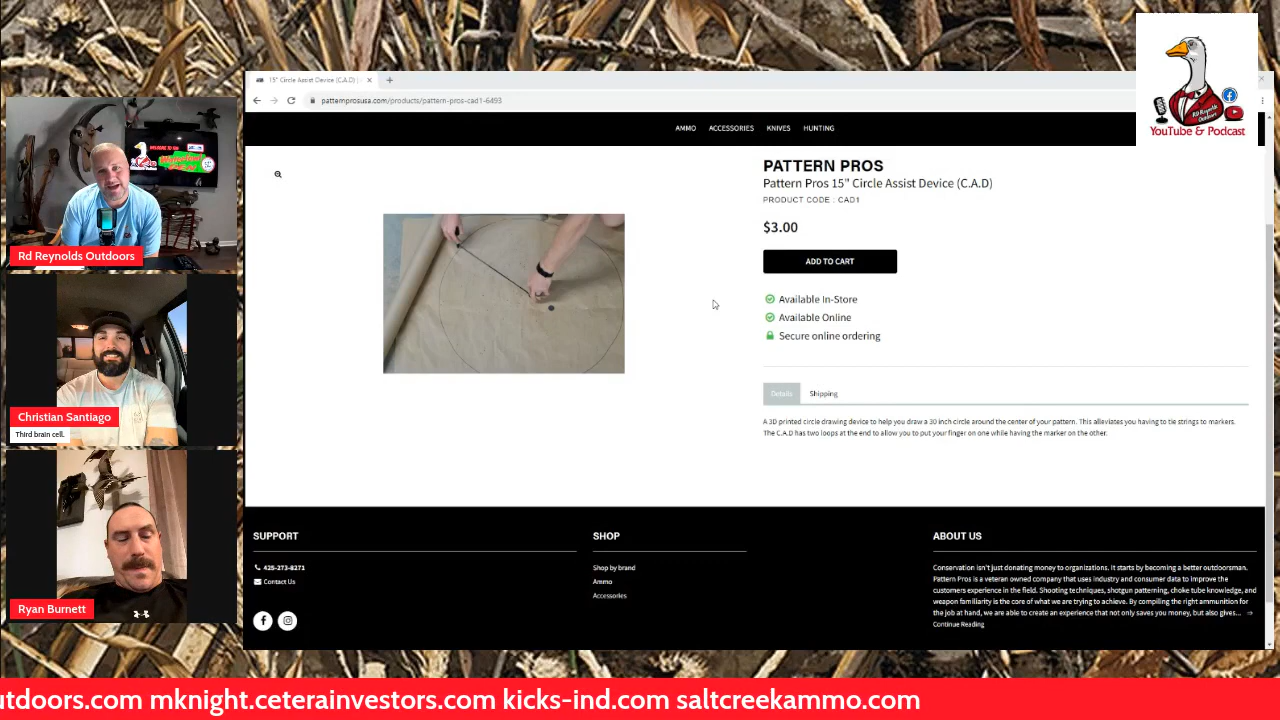 15" Circle Assist Device (C.A.D) |
patternprosusa.com/products/pattern-pros-cad1-6493
AMMO ACCESSORIES KNIVES HUNTING
RD Reynolds Outdoors
YouTube & Podcast
PATTERN PROS
Pattern Pros 15" Circle Assist Device (C.A.D)
PRODUCT CODE : CAD1
$3.00
ADD TO CART
Available In-Store
Available Online
Secure online ordering
Details Shipping
A 3D printed circle drawing device to help you draw a 30 inch circle around the center of your pattern. This alleviates you having to tie strings to markers.
The C.A.D has two loops at the end to allow you to put your finger on one while having the marker on the other.
Rd Reynolds Outdoors
Christian Santiago
Third brain cell.
Ryan Burnett
SUPPORT
425-273-8271
Contact Us
SHOP
Shop by brand
Ammo
Accessories
ABOUT US
Conservation isn't just donating money to organizations. It starts by becoming a better outdoorsman.
Pattern Pros is a veteran owned company that uses industry and consumer data to improve the
customers experience in the field. Shooting techniques, shotgun patterning, choke tube knowledge, and
weapon familiarity is the core of what we are trying to achieve. By compiling the right ammunition for
the job at hand, we are able to create an experience that not only saves you money, but also gives...
Continue Reading
utdoors.com mknight.ceterainvestors.com kicks-ind.com saltcreekammo.com